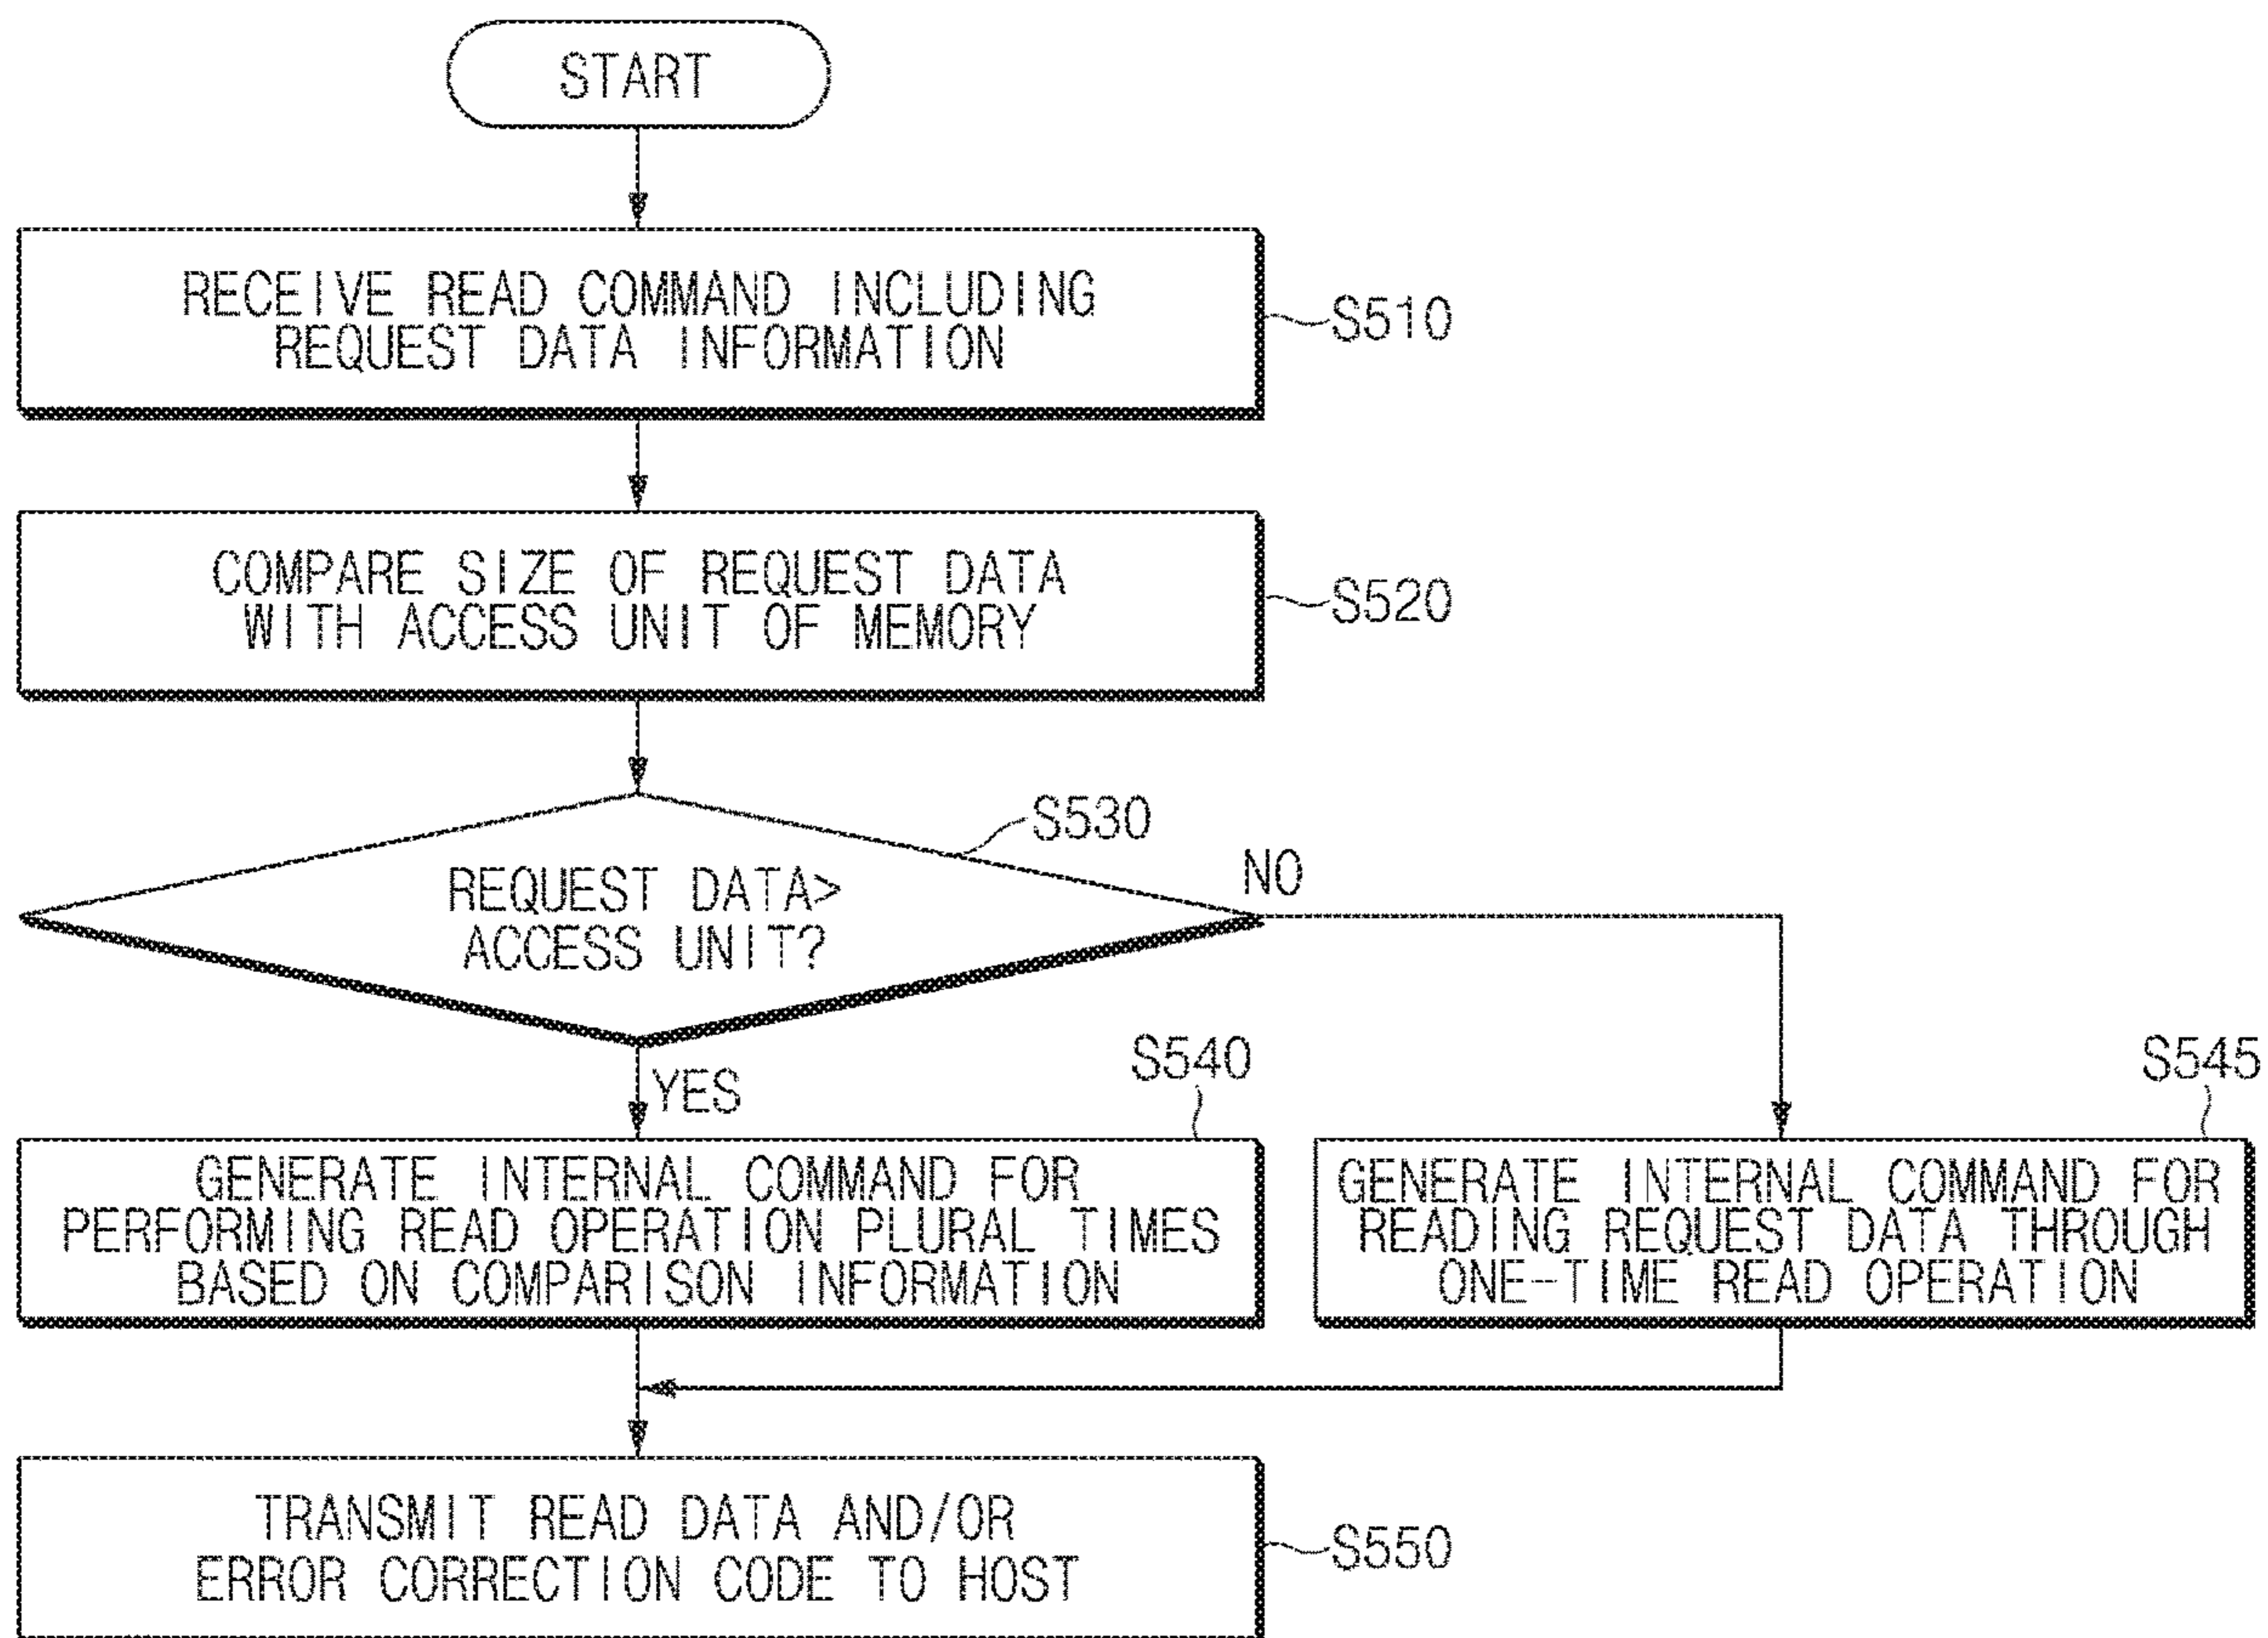 START
RECEIVE READ COMMAND INCLUDING
REQUEST DATA INFORMATION
S510
COMPARE SIZE OF REQUEST DATA
WITH ACCESS UNIT OF MEMORY
S520
S530
REQUEST DATA>
ACCESS UNIT?
NO
YES
S540
GENERATE INTERNAL COMMAND FOR
PERFORMING READ OPERATION PLURAL TIMES
BASED ON COMPARISON INFORMATION
S545
GENERATE INTERNAL COMMAND FOR
READING REQUEST DATA THROUGH
ONE-TIME READ OPERATION
TRANSMIT READ DATA AND/OR
ERROR CORRECTION CODE TO HOST
S550